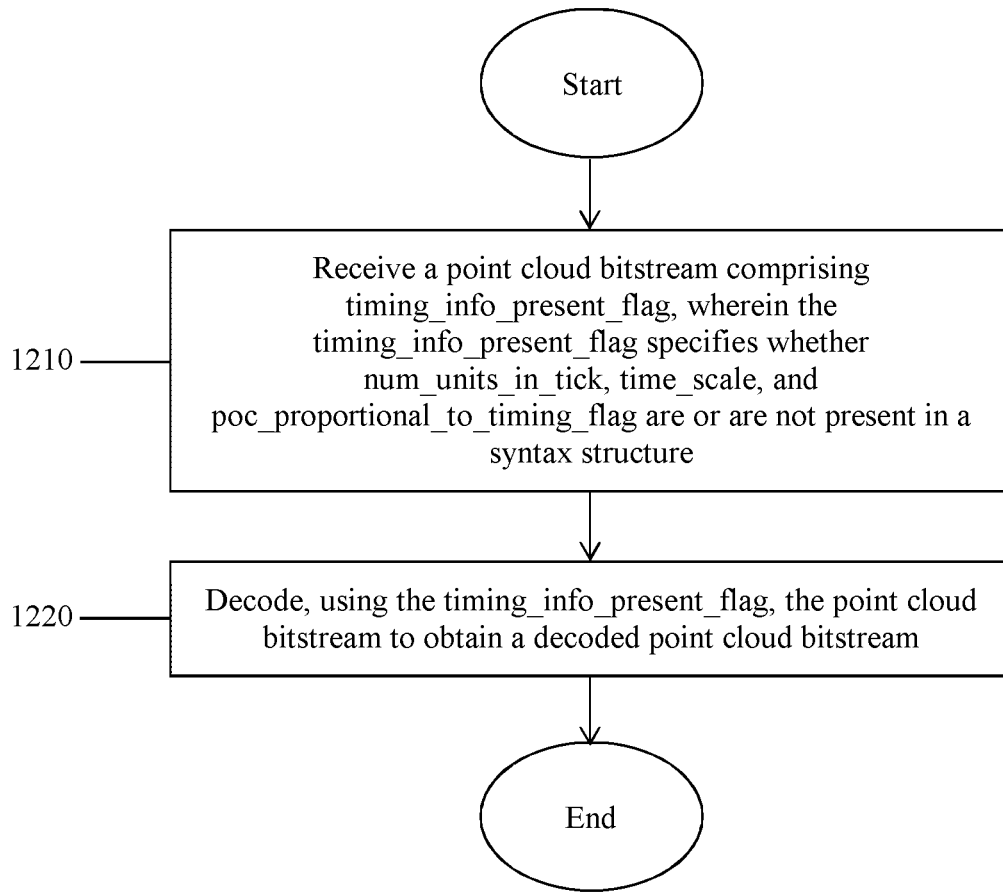 Start
Receive a point cloud bitstream comprising
timing_info_present_flag, wherein the
timing_info_present_flag specifies whether
1210
num_units_in_tick, time_scale, and
poc_proportional_to_timing_flag are or are not present in a
syntax structure
1220
Decode, using the timing_info_present_flag, the point cloud
bitstream to obtain a decoded point cloud bitstream
End